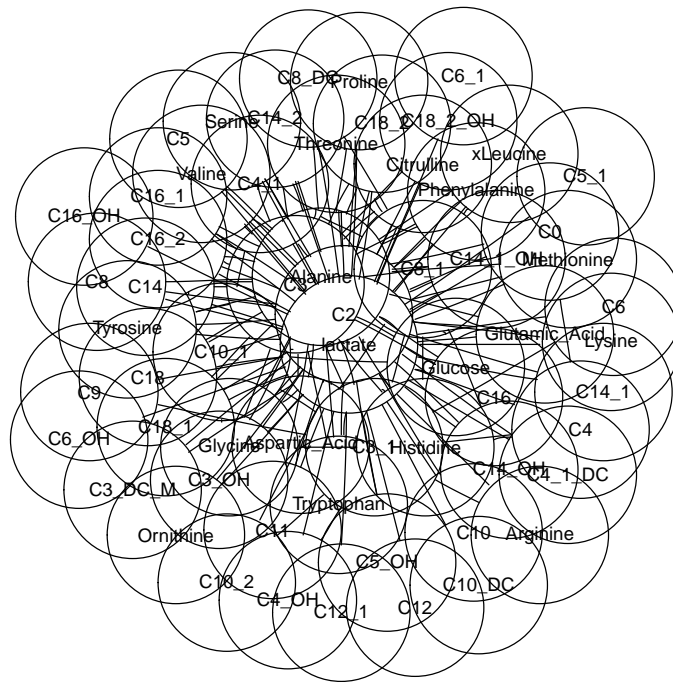 C8_DC
Proline
C6_1
Serine
C14_2
C18_2
C18_2_OH
C5
Threonine
Citrulline
xLeucine
Valine
C4_1
Phenylalanine
C5_1
C16_1
C16_OH
C16_2
C0
C14_1_OH
Methionine
C8
C14
Alanine
C8_1
C3
C6
C2
Tyrosine
Glutamic_Acid
Lysine
lactate
C10_1
Glucose
C18
C9
C16
C14_1
C18_1
C6_OH
Glycine
Aspartic_Acid
C3_1
Histidine
C4
C3_DC_M
C3_OH
C14_OH
C4_1_DC
Tryptophan
Ornithine
C11
C10
Arginine
C5_OH
C10_2
C10_DC
C4_OH
C12_1
C12